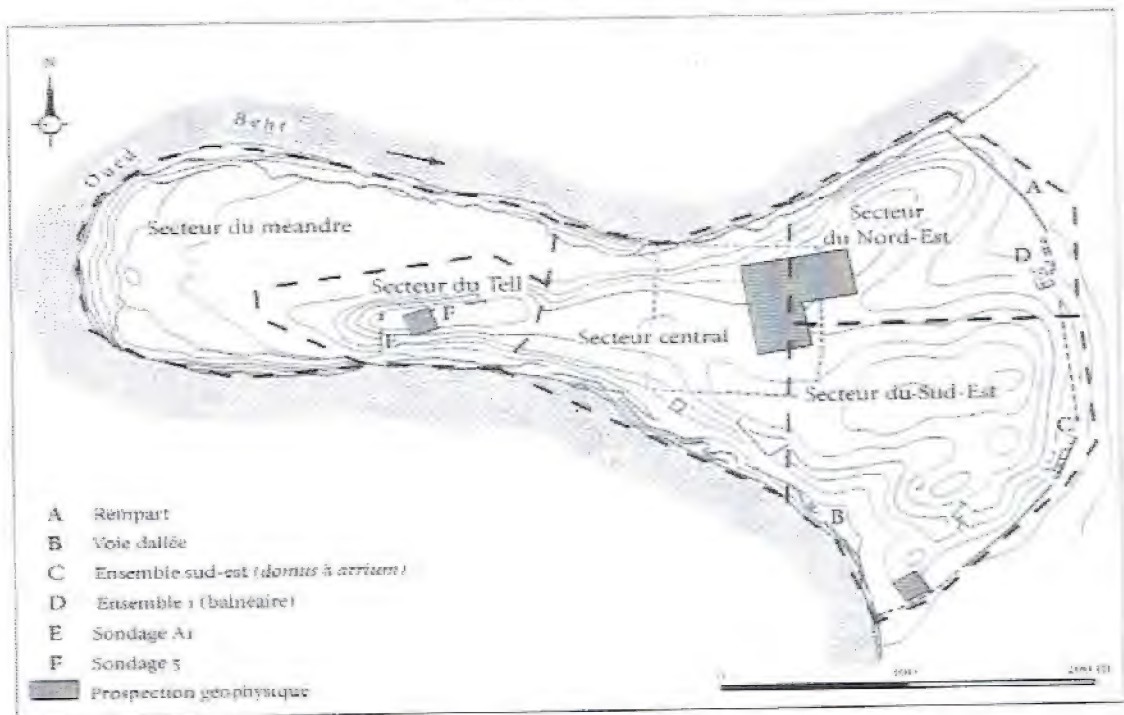 N
Oued Beht
Secteur du méandre
Secteur
du Nord-Est
A
D
Secteur du Tell
F
E
Secteur central
Secteur du Sud-Est
C
B
A Rempart
B Voie dallée
C Ensemble sud-est (domus à atrium)
D Ensemble 1 (balnéaire)
E Sondage A1
F Sondage 5
Prospection géophysique
0